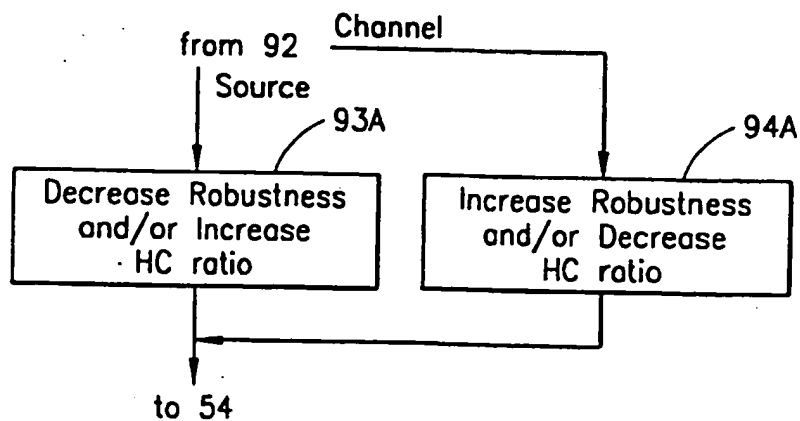 Channel
from 92
Source
93A
94A
Decrease Robustness
and/or Increase
HC ratio
Increase Robustness
and/or Decrease
HC ratio
to 54